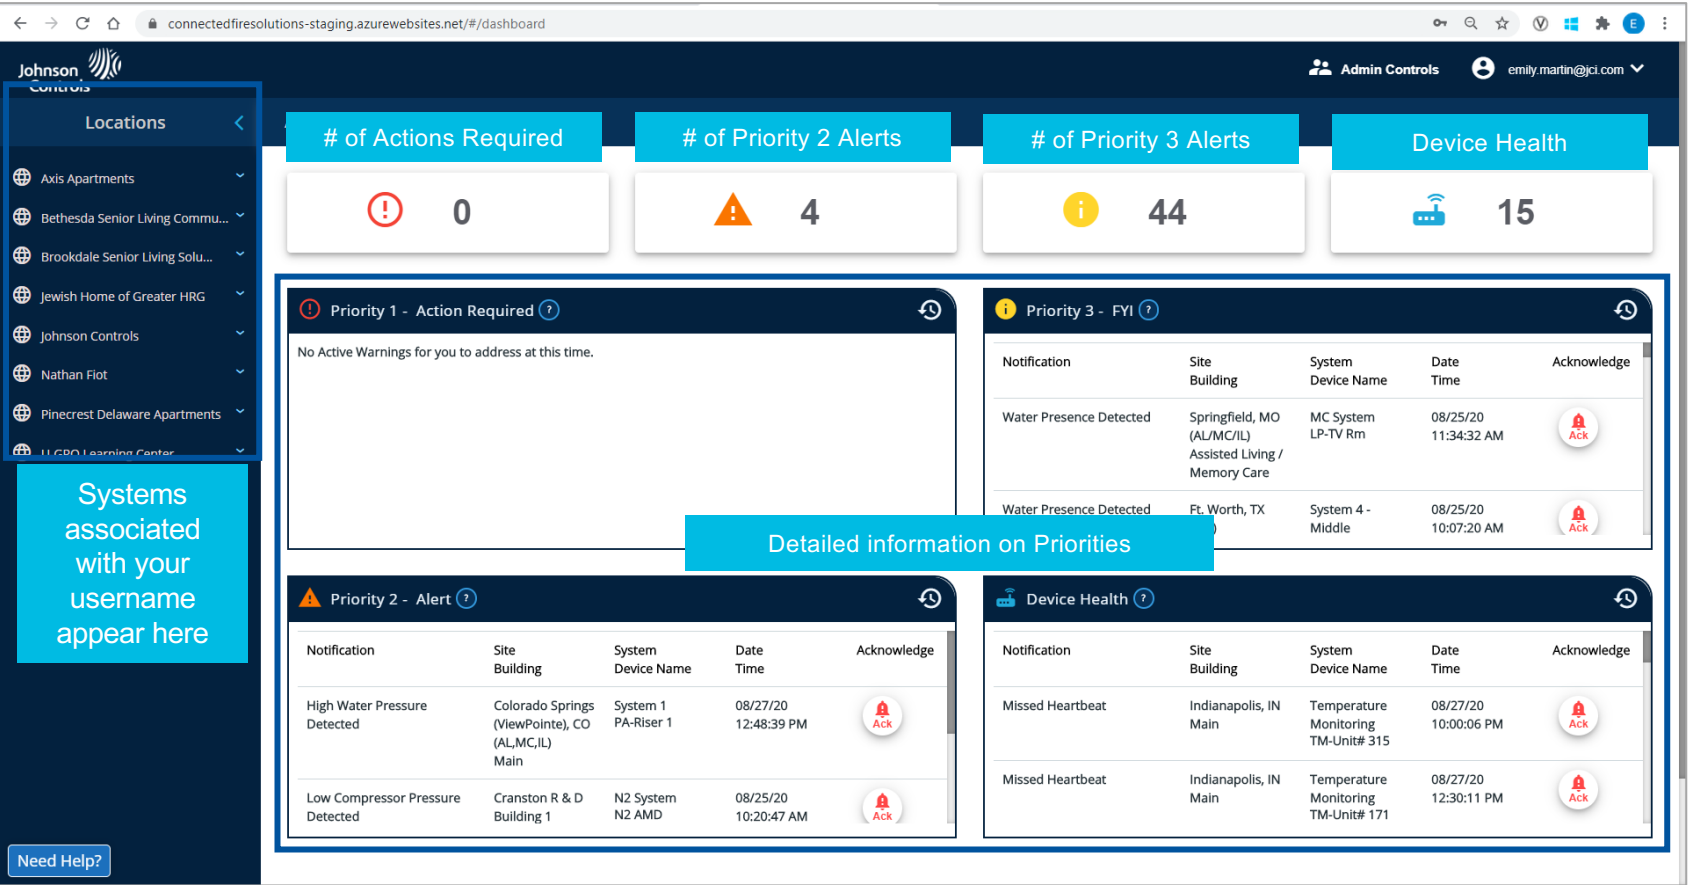 connectedfiresolutions-staging.azurewebsites.net/#/dashboard
E
Johnson
Controls
Admin Controls
emily.martin@jci.com
Locations
# of Actions Required
# of Priority 2 Alerts
# of Priority 3 Alerts
Device Health
Axis Apartments
Bethesda Senior Living Commu...
Brookdale Senior Living Solu...
Jewish Home of Greater HRG
Johnson Controls
Nathan Fiot
Pinecrest Delaware Apartments
U-GRO Learning Center
0
4
44
15
Systems
associated
with your
username
appear here
Need Help?
Priority 1 - Action Required ?
No Active Warnings for you to address at this time.
Priority 3 - FYI ?
Notification Site System Date Acknowledge
Building Device Name Time
Water Presence Detected Springfield, MO MC System 08/25/20
(AL/MC/IL) LP-TV Rm 11:34:32 AM Ack
Assisted Living /
Memory Care
Water Presence Detected Ft. Worth, TX System 4 - 08/25/20
Middle 10:07:20 AM Ack
Detailed information on Priorities
Priority 2 - Alert ?
Notification Site System Date Acknowledge
Building Device Name Time
High Water Pressure Colorado Springs System 1 08/27/20
Detected (ViewPointe), CO PA-Riser 1 12:48:39 PM Ack
(AL,MC,IL)
Main
Low Compressor Pressure Cranston R & D N2 System 08/25/20
Detected Building 1 N2 AMD 10:20:47 AM Ack
Device Health ?
Notification Site System Date Acknowledge
Building Device Name Time
Missed Heartbeat Indianapolis, IN Temperature 08/27/20
Main Monitoring 10:00:06 PM Ack
TM-Unit# 315
Missed Heartbeat Indianapolis, IN Temperature 08/27/20
Main Monitoring 12:30:11 PM Ack
TM-Unit# 171